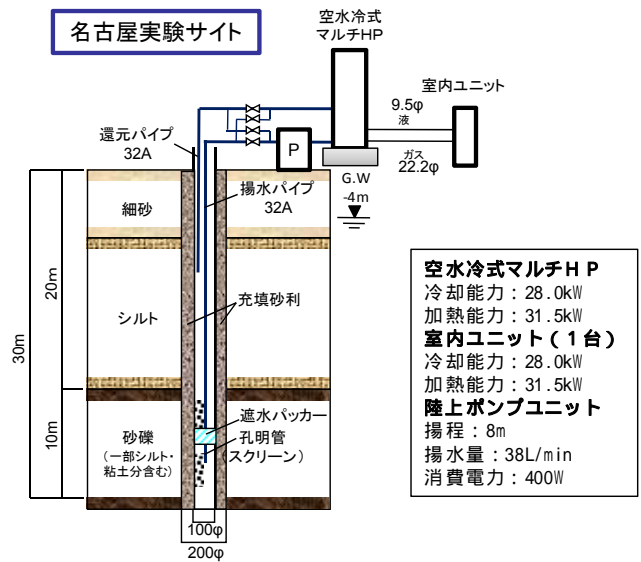 名古屋実験サイト
空水冷式
マルチHP
室内ユニット
9.5φ
液
ガス
22.2φ
還元パイプ
32A
P
G.W
-4m
揚水パイプ
32A
細砂
20m
充填砂利
シルト
30m
10m
遮水パッカー
砂礫
(一部シルト・
粘土分含む)
孔明管
(スクリーン)
100φ
200φ
空水冷式マルチHP
冷却能力:28.0kW
加熱能力:31.5kW
室内ユニット(1台)
冷却能力:28.0kW
加熱能力:31.5kW
陸上ポンプユニット
揚程:8m
揚水量:38L/min
消費電力:400W